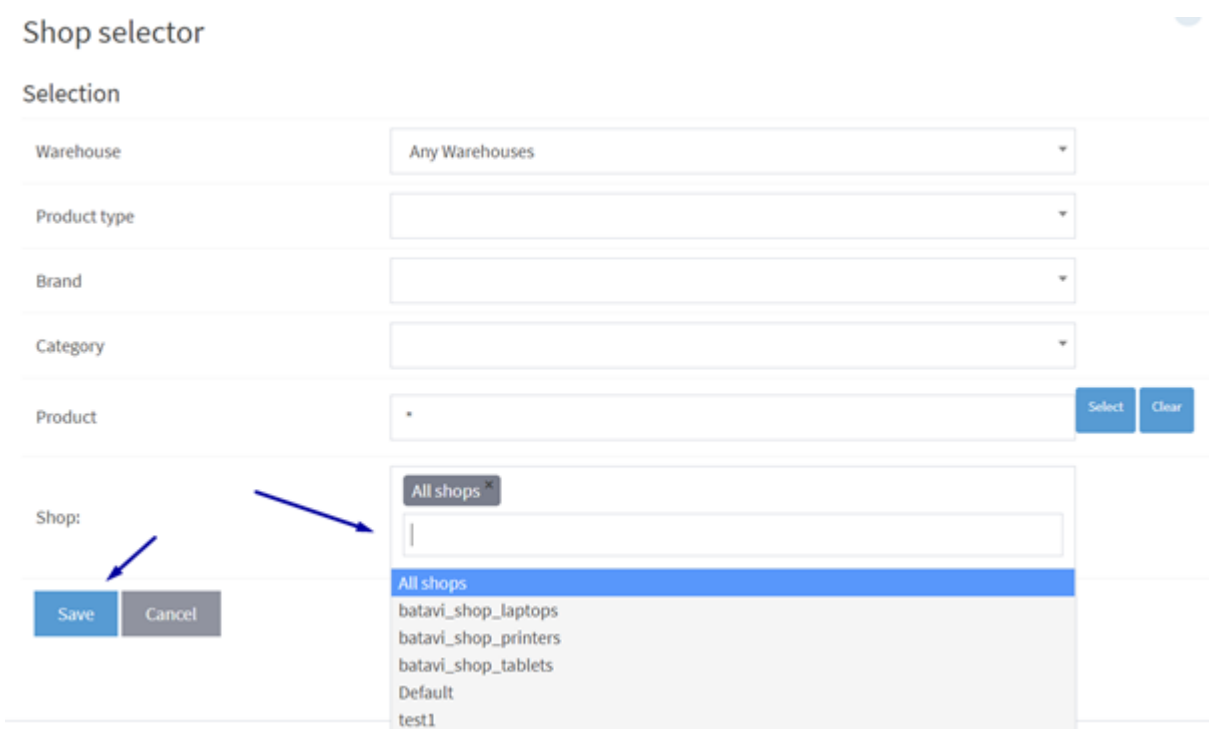 Shop selector
Selection
Warehouse
Any Warehouses
Product type
Brand
Category
Product
*
Select
Clear
Shop:
All shops ×
All shops
batavi_shop_laptops
batavi_shop_printers
batavi_shop_tablets
Default
test1
Save
Cancel